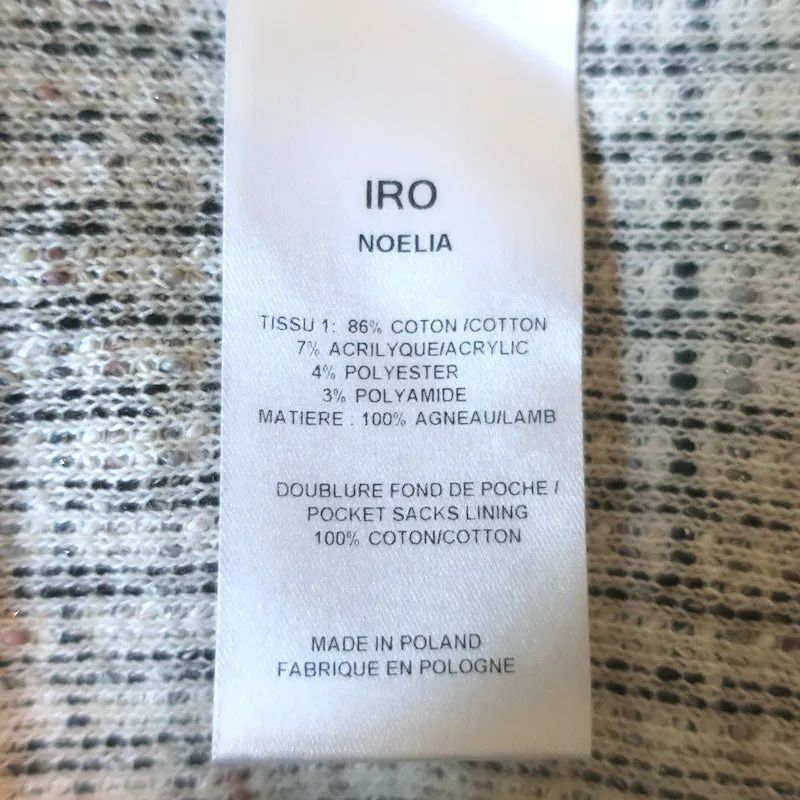 IRO
NOELIA
TISSU 1: 86% COTON /COTTON
7% ACRILYQUE/ACRYLIC
4% POLYESTER
3% POLYAMIDE
MATIERE : 100% AGNEAU/LAMB
DOUBLURE FOND DE POCHE /
POCKET SACKS LINING
100% COTON/COTTON
MADE IN POLAND
FABRIQUE EN POLOGNE